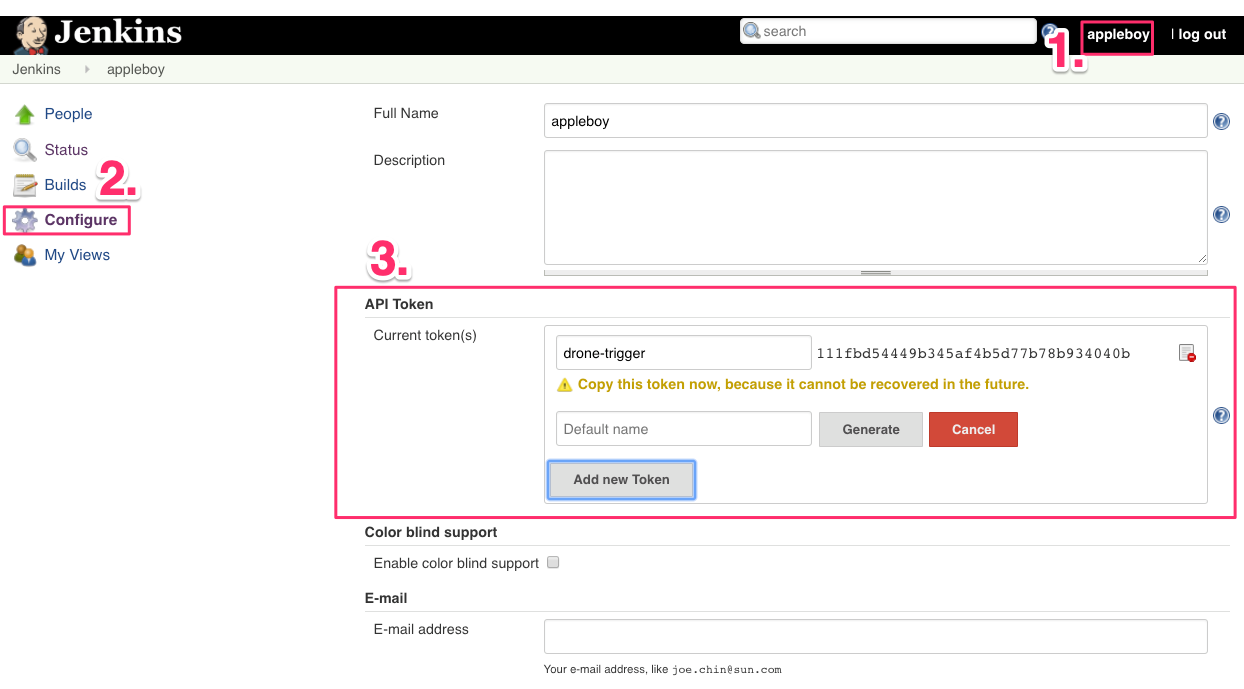 Jenkins
search
1.
appleboy
| log out
Jenkins
appleboy
People
Status
Builds
2.
Configure
My Views
Full Name
appleboy
Description
3.
API Token
Current token(s)
drone-trigger
111fbd54449b345af4b5d77b78b934040b
Copy this token now, because it cannot be recovered in the future.
Default name
Generate
Cancel
Add new Token
Color blind support
Enable color blind support
E-mail
E-mail address
Your e-mail address, like joe.chin@sun.com